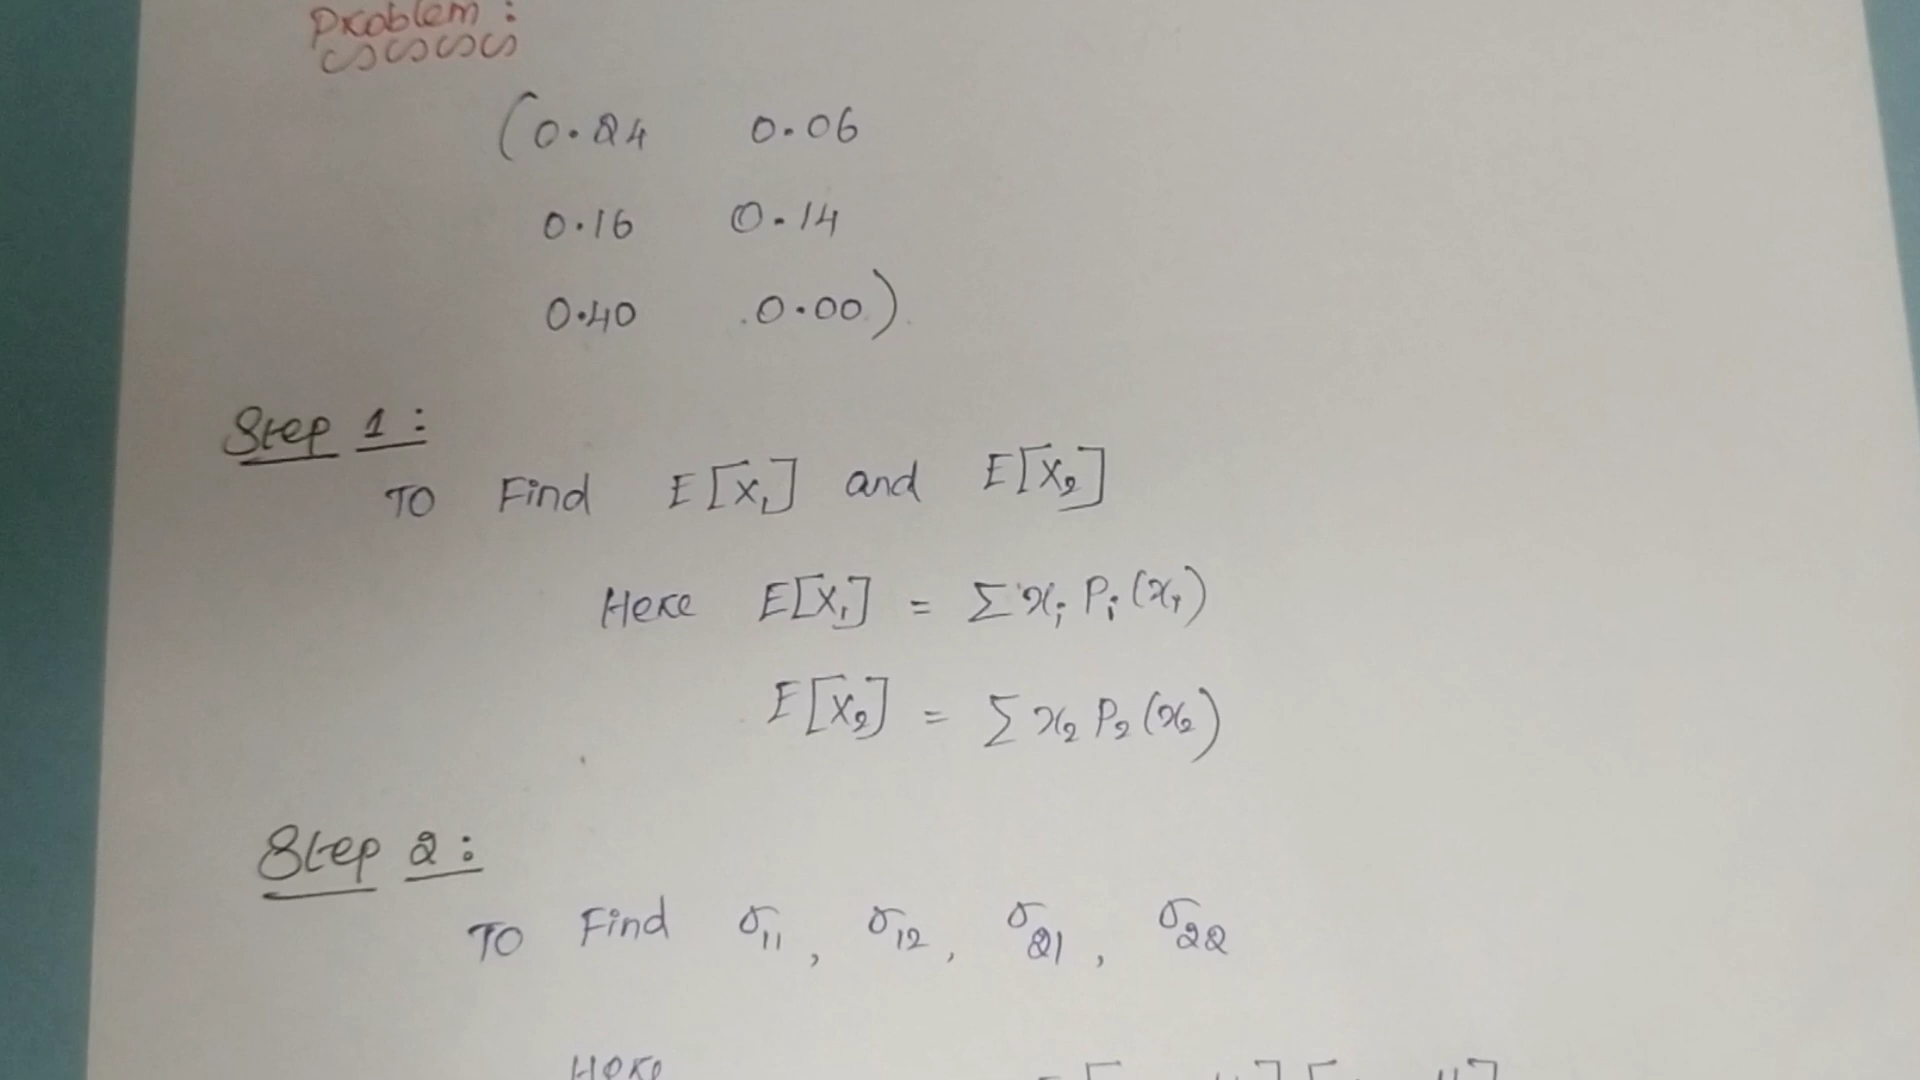 Problem :
(0.24 0.06
0.16 0.14
0.40 0.00)
Step 1 :
TO Find E[X₁] and E[X₂]
Here E[X₁] = Σ x₁ P₁ (x₁)
E[X₂] = Σ x₂ P₂ (x₂)
Step 2 :
TO Find σ₁₁ , σ₁₂ , σ₂₁ , σ₂₂
Here